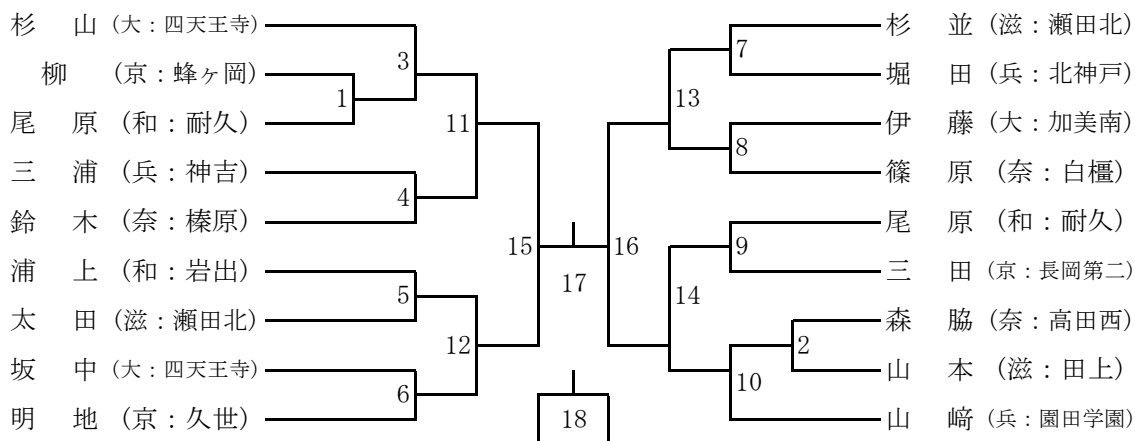 杉 山 (大：四天王寺)
柳 (京：蜂ヶ岡)
尾 原 (和：耐久)
三 浦 (兵：神吉)
鈴 木 (奈：榛原)
浦 上 (和：岩出)
太 田 (滋：瀬田北)
坂 中 (大：四天王寺)
明 地 (京：久世)
3
1
11
4
15
5
12
6
17
18
16
13
7
8
14
9
2
10
杉 並 (滋：瀬田北)
堀 田 (兵：北神戸)
伊 藤 (大：加美南)
篠 原 (奈：白橿)
尾 原 (和：耐久)
三 田 (京：長岡第二)
森 脇 (奈：高田西)
山 本 (滋：田上)
山 﨑 (兵：園田学園)